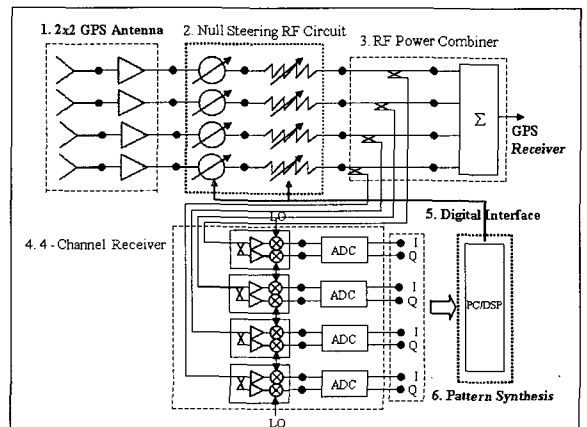 1. 2x2 GPS Antenna
2. Null Steering RF Circuit
3. RF Power Combiner
Σ
GPS
Receiver
5. Digital Interface
LO
4. 4 - Channel Receiver
ADC
I
Q
ADC
I
Q
PC/DSP
ADC
I
Q
ADC
I
Q
6. Pattern Synthesis
LO